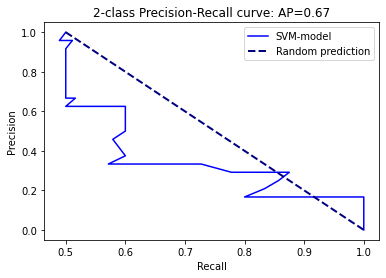 2-class Precision-Recall curve: AP=0.67
SVM-model
Random prediction
Precision
1.0
0.8
0.6
0.4
0.2
0.0
0.5 0.6 0.7 0.8 0.9 1.0
Recall